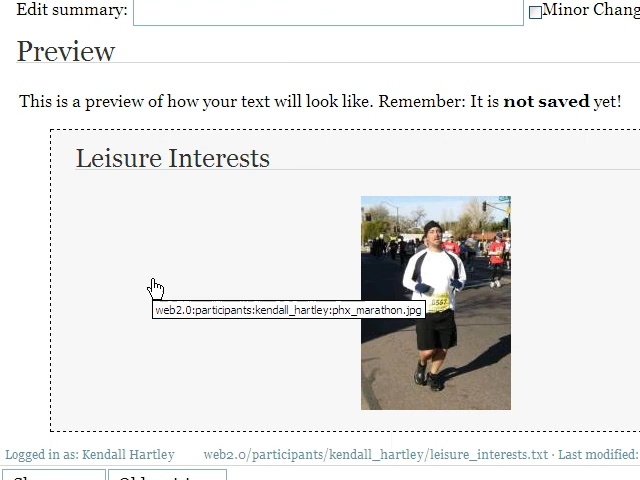 Edit summary: Minor Chang
Preview
This is a preview of how your text will look like. Remember: It is not saved yet!
Leisure Interests
web2.0:participants:kendall_hartley:phx_marathon.jpg
Logged in as: Kendall Hartley web2.0/participants/kendall_hartley/leisure_interests.txt · Last modified: